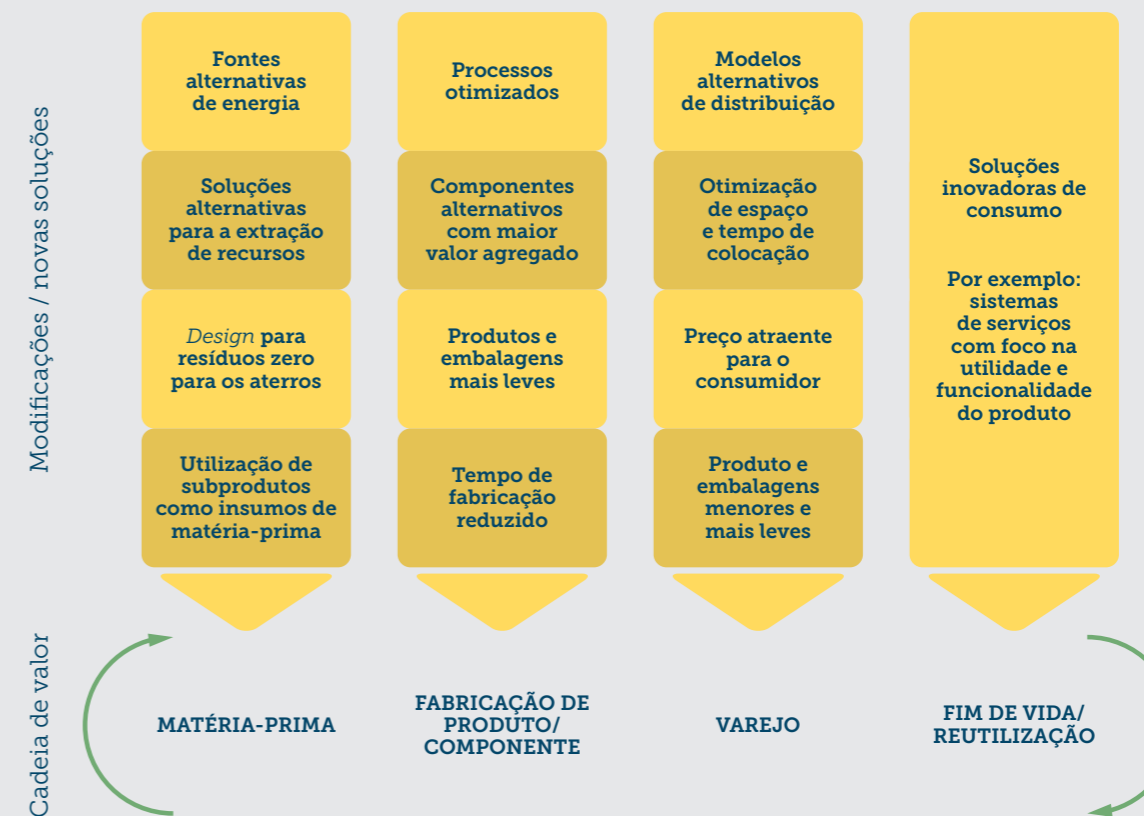 Modificações / novas soluções
Fontes
alternativas
de energia
Soluções
alternativas
para a extração
de recursos
Design para
resíduos zero
para os aterros
Utilização de
subprodutos
como insumos de
matéria-prima
Processos
otimizados
Componentes
alternativos
com maior
valor agregado
Produtos e
embalagens
mais leves
Tempo de
fabricação
reduzido
Modelos
alternativos
de distribuição
Otimização
de espaço
e tempo de
colocação
Preço atraente
para o
consumidor
Produto e
embalagens
menores e
mais leves
Soluções
inovadoras de
consumo
Por exemplo:
sistemas
de serviços
com foco na
utilidade e
funcionalidade
do produto
Cadeia de valor
MATÉRIA-PRIMA
FABRICAÇÃO DE
PRODUTO/
COMPONENTE
VAREJO
FIM DE VIDA/
REUTILIZAÇÃO